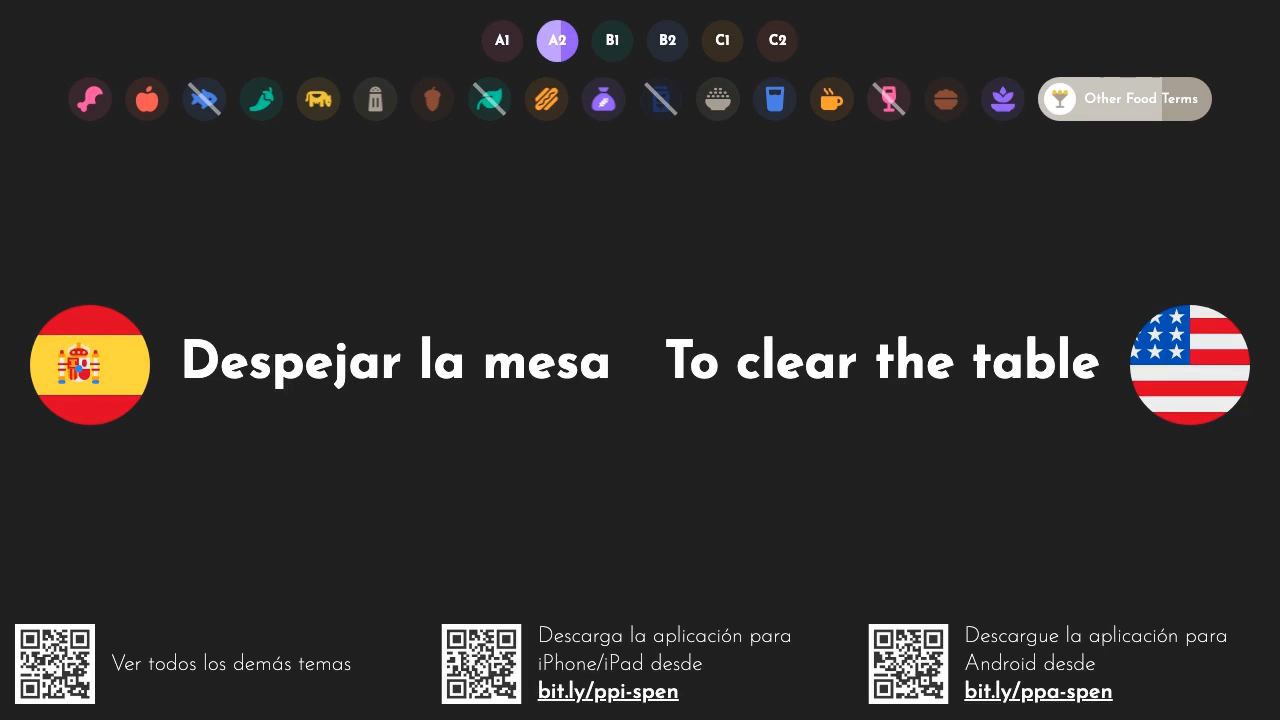 A1 A2 B1 B2 C1 C2
Other Food Terms
Despejar la mesa
To clear the table
Ver todos los demás temas
Descarga la aplicación para
iPhone/iPad desde
bit.ly/ppi-spen
Descargue la aplicación para
Android desde
bit.ly/ppa-spen